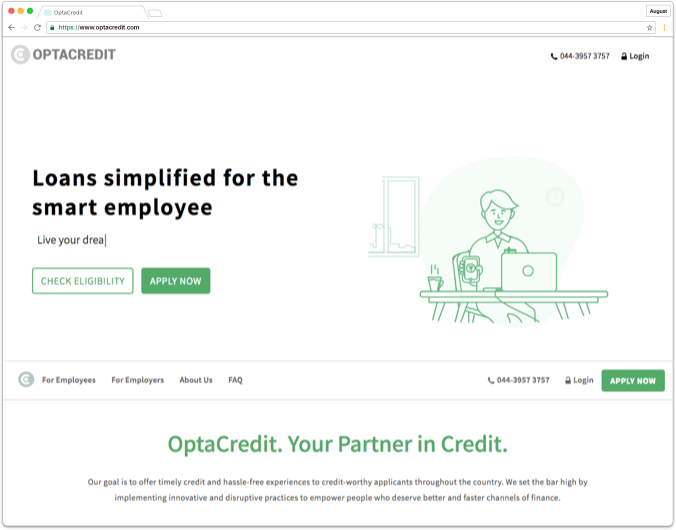 OptaCredit
August
https://www.optacredit.com
OPTACREDIT
044-3957 3757 Login
Loans simplified for the
smart employee
Live your drea
CHECK ELIGIBILITY APPLY NOW
For Employees For Employers About Us FAQ 044-3957 3757 Login APPLY NOW
OptaCredit. Your Partner in Credit.
Our goal is to offer timely credit and hassle-free experiences to credit-worthy applicants throughout the country. We set the bar high by
implementing innovative and disruptive practices to empower people who deserve better and faster channels of finance.